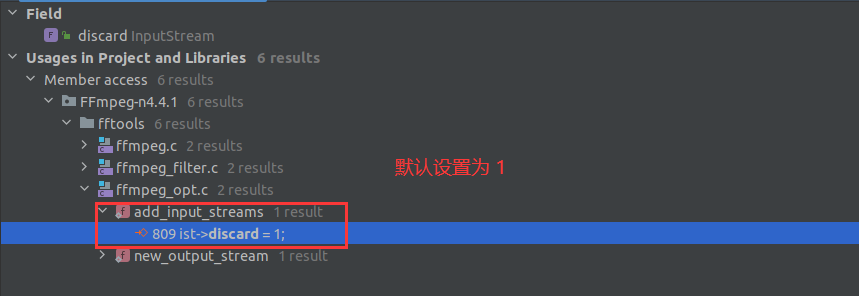 Field
discard InputStream
Usages in Project and Libraries 6 results
Member access 6 results
FFmpeg-n4.4.1 6 results
fftools 6 results
ffmpeg.c 2 results
ffmpeg_filter.c 2 results
默认设置为 1
ffmpeg_opt.c 2 results
add_input_streams 1 result
809 ist->discard = 1;
new_output_stream 1 result